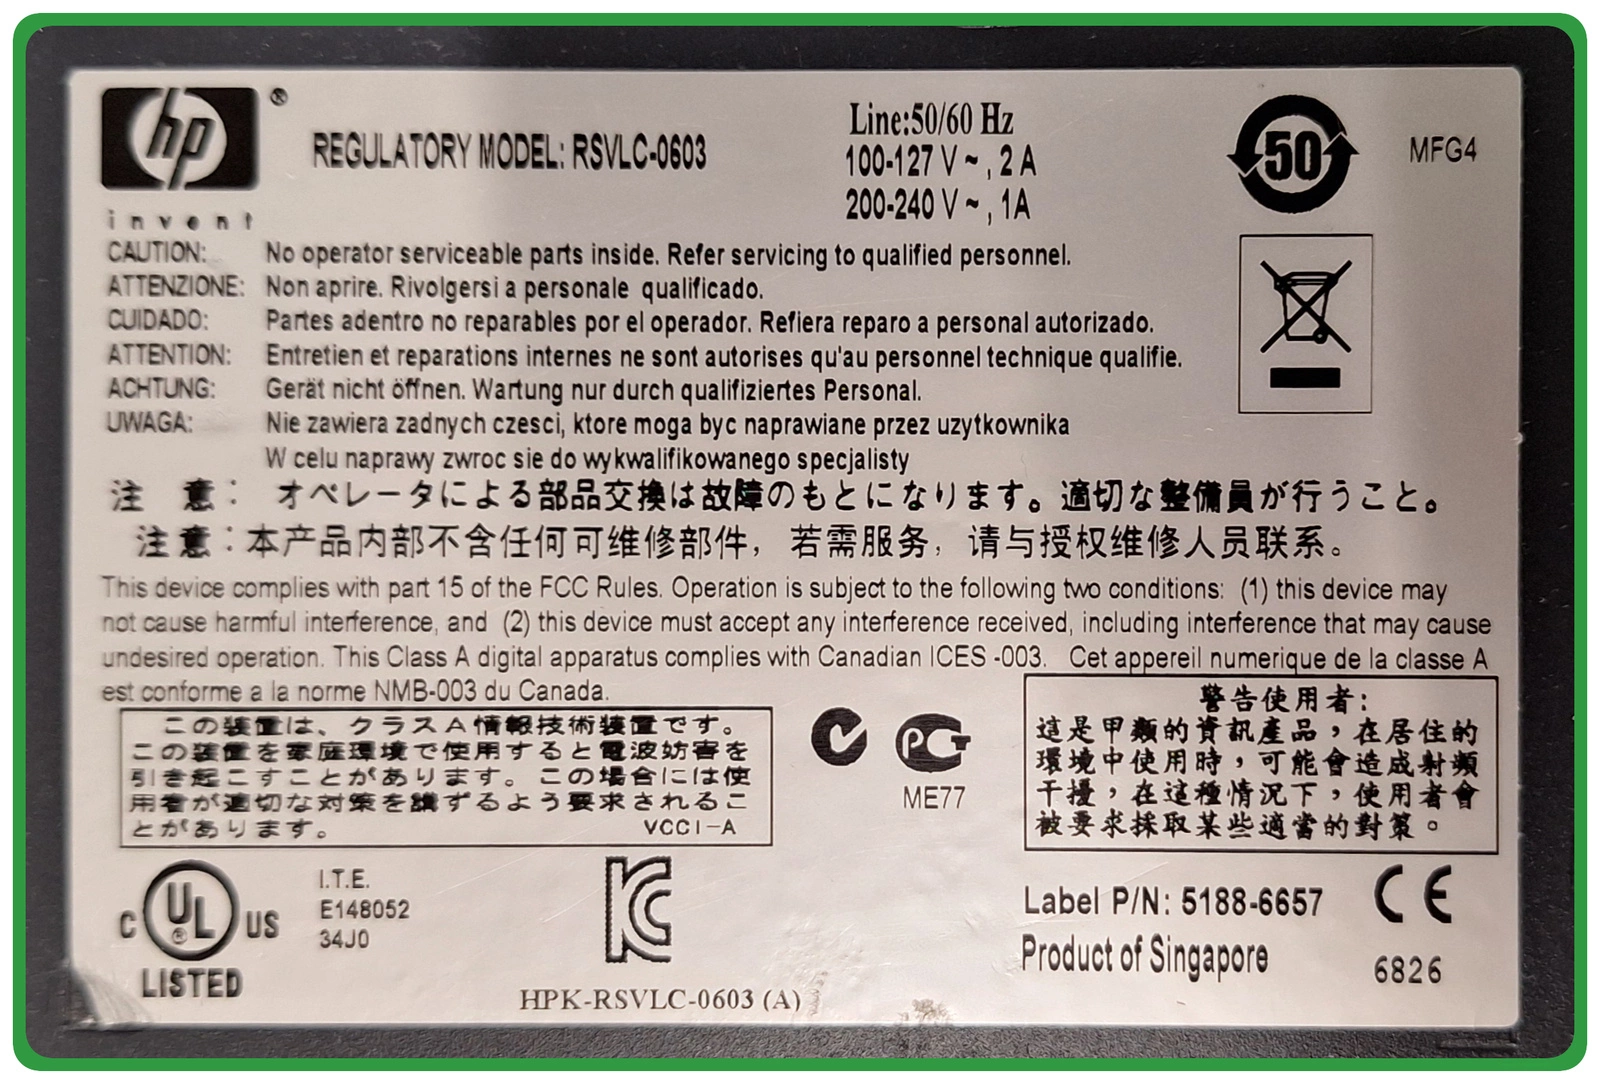 hp ®
invent
REGULATORY MODEL: RSVLC-0603
Line:50/60 Hz
100-127 V ~ , 2 A
200-240 V ~ , 1A
50
MFG4
CAUTION: No operator serviceable parts inside. Refer servicing to qualified personnel.
ATTENZIONE: Non aprire. Rivolgersi a personale qualificado.
CUIDADO: Partes adentro no reparables por el operador. Refiera reparo a personal autorizado.
ATTENTION: Entretien et reparations internes ne sont autorises qu'au personnel technique qualifie.
ACHTUNG: Gerät nicht öffnen. Wartung nur durch qualifiziertes Personal.
UWAGA: Nie zawiera zadnych czesci, ktore moga byc naprawiane przez uzytkownika
W celu naprawy zwroc sie do wykwalifikowanego specjalisty
注 意: オペレータによる部品交換は故障のもとになります。適切な整備員が行うこと。
注意:本产品内部不含任何可维修部件，若需服务，请与授权维修人员联系。
This device complies with part 15 of the FCC Rules. Operation is subject to the following two conditions: (1) this device may
not cause harmful interference, and (2) this device must accept any interference received, including interference that may cause
undesired operation. This Class A digital apparatus complies with Canadian ICES -003. Cet appereil numerique de la classe A
est conforme a la norme NMB-003 du Canada.
この装置は、クラスA情報技術装置です。
この装置を家庭環境で使用すると電波妨害を
引き起こすことがあります。この場合には使
用者が適切な対策を講ずるよう要求されるこ
とがあります。 VCCI-A
ME77
警告使用者:
這是甲類的資訊產品，在居住的
環境中使用時，可能會造成射頻
干擾，在這種情況下，使用者會
被要求採取某些適當的對策。
C UL ® US
LISTED
I.T.E.
E148052
34J0
HPK-RSVLC-0603 (A)
Label P/N: 5188-6657
Product of Singapore
CE
6826